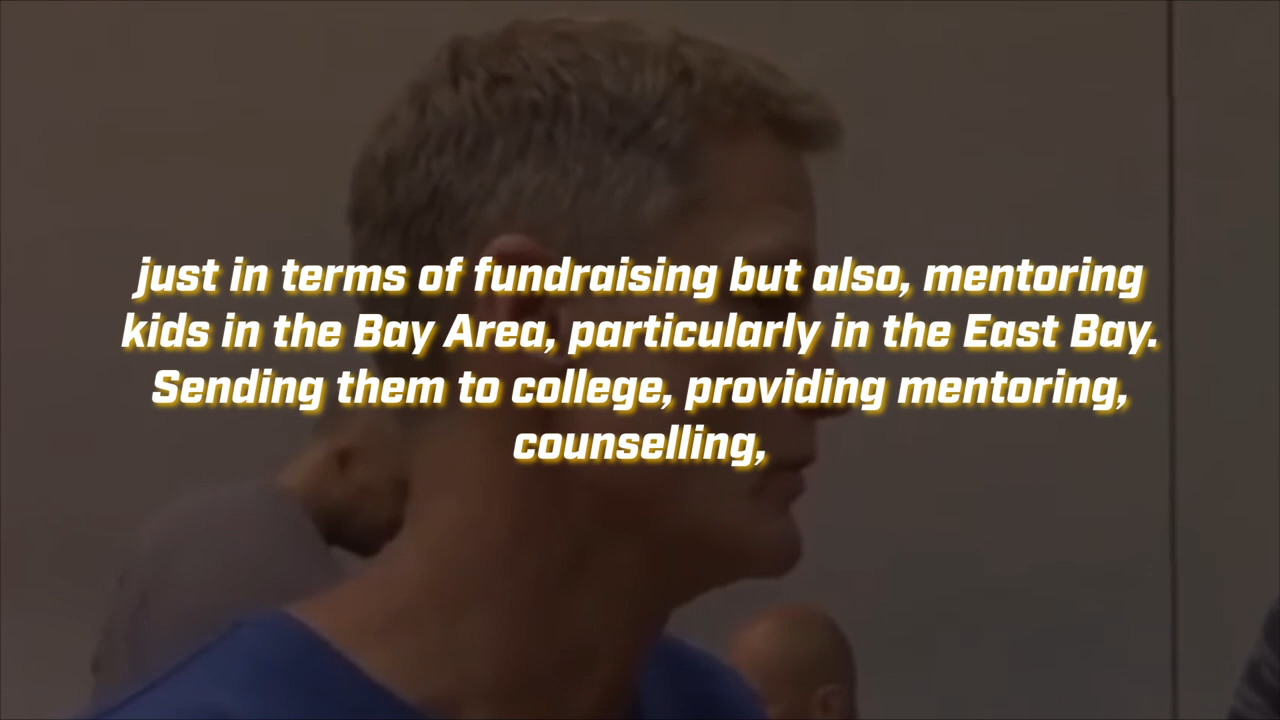 just in terms of fundraising but also, mentoring
kids in the Bay Area, particularly in the East Bay.
Sending them to college, providing mentoring,
counselling,